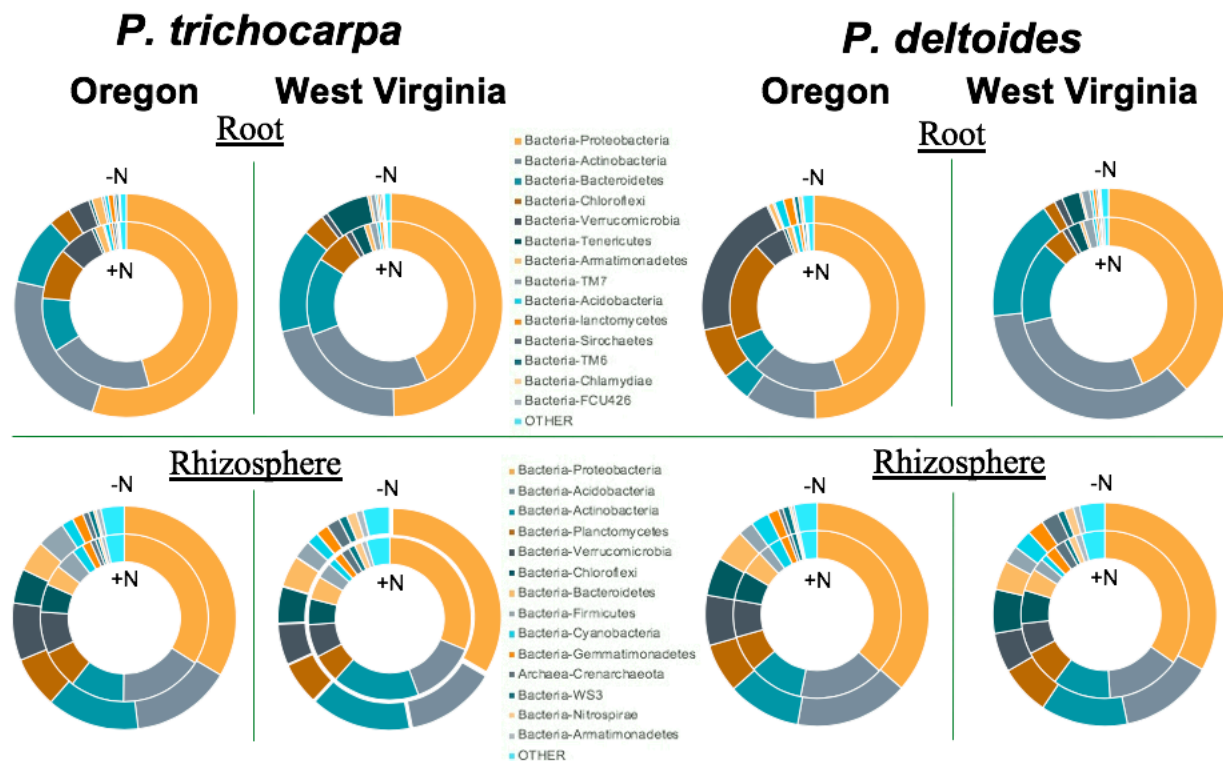 P. trichocarpa
P. deltoides
Oregon
West Virginia
Oregon
West Virginia
Root
Root
-N
+N
-N
+N
Bacteria-Proteobacteria
Bacteria-Actinobacteria
Bacteria-Bacteroidetes
Bacteria-Chloroflexi
Bacteria-Verrucomicrobia
Bacteria-Tenericutes
Bacteria-Armatimonadetes
Bacteria-TM7
Bacteria-Acidobacteria
Bacteria-lanctomycetes
Bacteria-Sirochaetes
Bacteria-TM6
Bacteria-Chlamydiae
Bacteria-FCU426
OTHER
-N
+N
-N
+N
Rhizosphere
Rhizosphere
-N
+N
-N
+N
Bacteria-Proteobacteria
Bacteria-Acidobacteria
Bacteria-Actinobacteria
Bacteria-Planctomycetes
Bacteria-Verrucomicrobia
Bacteria-Chloroflexi
Bacteria-Bacteroidetes
Bacteria-Firmicutes
Bacteria-Cyanobacteria
Bacteria-Gemmatimonadetes
Archaea-Crenarchaeota
Bacteria-WS3
Bacteria-Nitrospirae
Bacteria-Armatimonadetes
OTHER
-N
+N
-N
+N